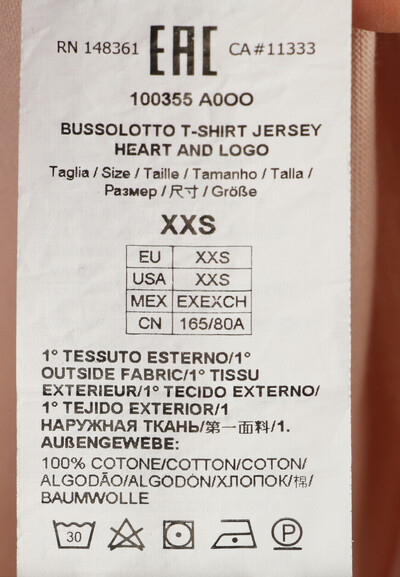 RN 148361 EAC CA#11333
100355 A0OO
BUSSOLOTTO T-SHIRT JERSEY
HEART AND LOGO
Taglia / Size / Taille / Tamanho / Talla /
Размер / 尺寸 / Größe
XXS
EU XXS
USA XXS
MEX EXEXCH
CN 165/80A
1° TESSUTO ESTERNO/1°
OUTSIDE FABRIC/1° TISSU
EXTERIEUR/1° TECIDO EXTERNO/
1° TEJIDO EXTERIOR/1
НАРУЖНАЯ ТКАНЬ/第一面料/1.
AUßENGEWEBE:
100% COTONE/COTTON/COTON/
ALGODÃO/ALGODÓN/ХЛОПОК/棉/
BAUMWOLLE
30 P